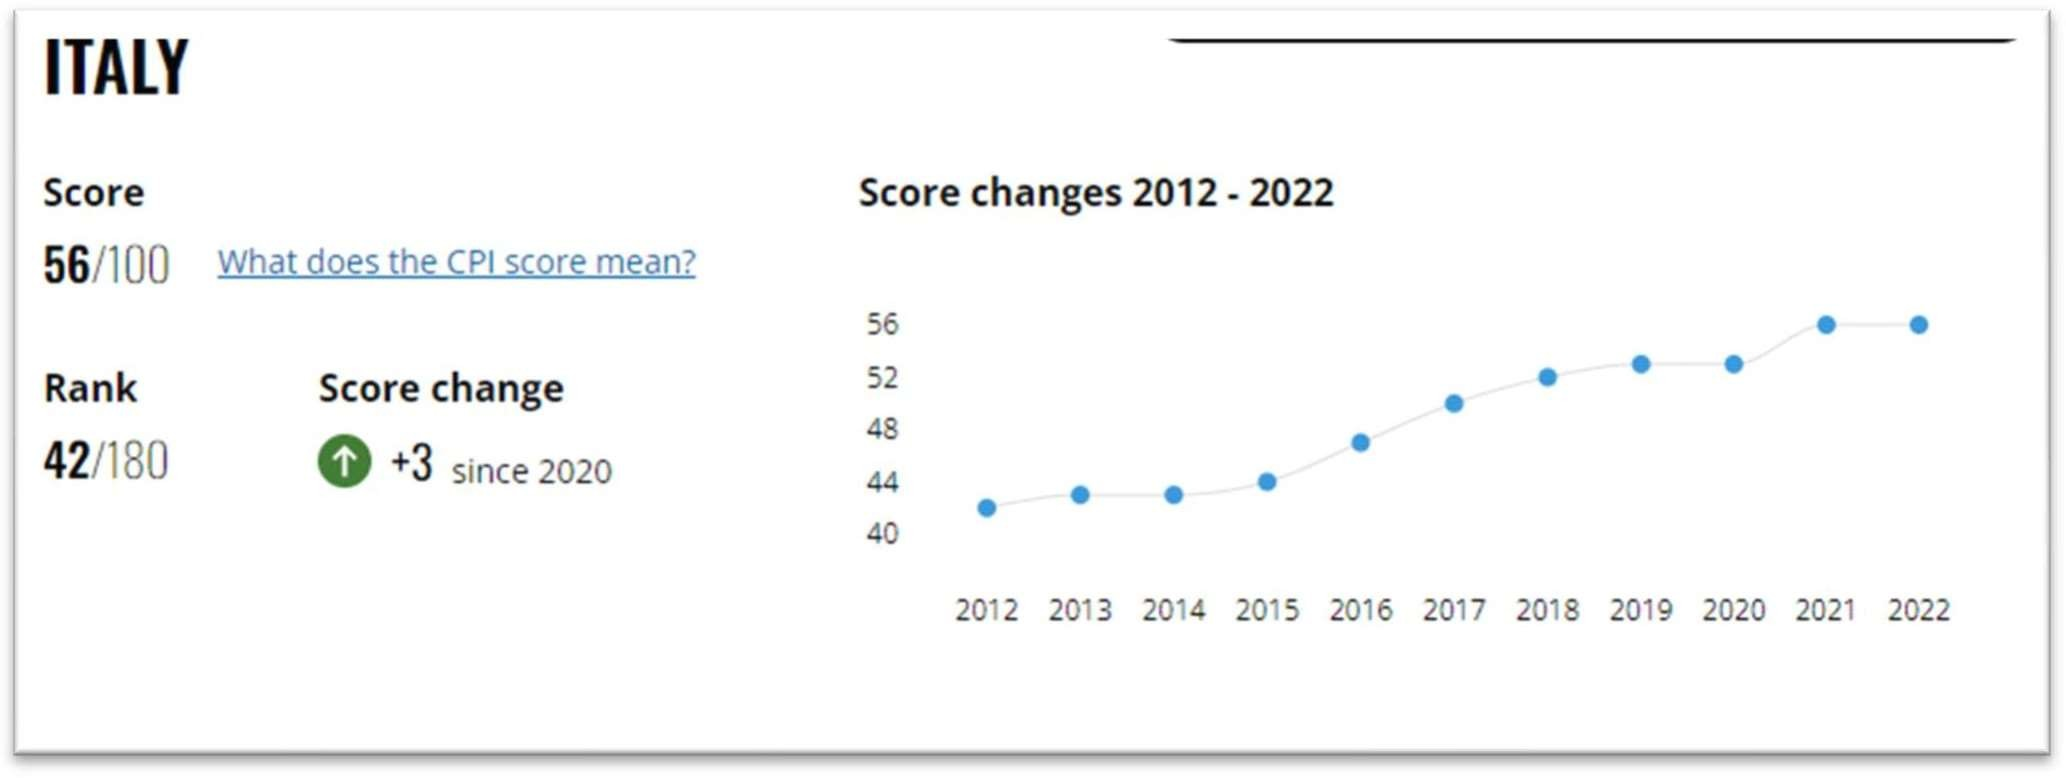 ITALY
Score
56/100 What does the CPI score mean?
Rank Score change
42/180 +3 since 2020
Score changes 2012 - 2022
56
52
48
44
40
2012 2013 2014 2015 2016 2017 2018 2019 2020 2021 2022